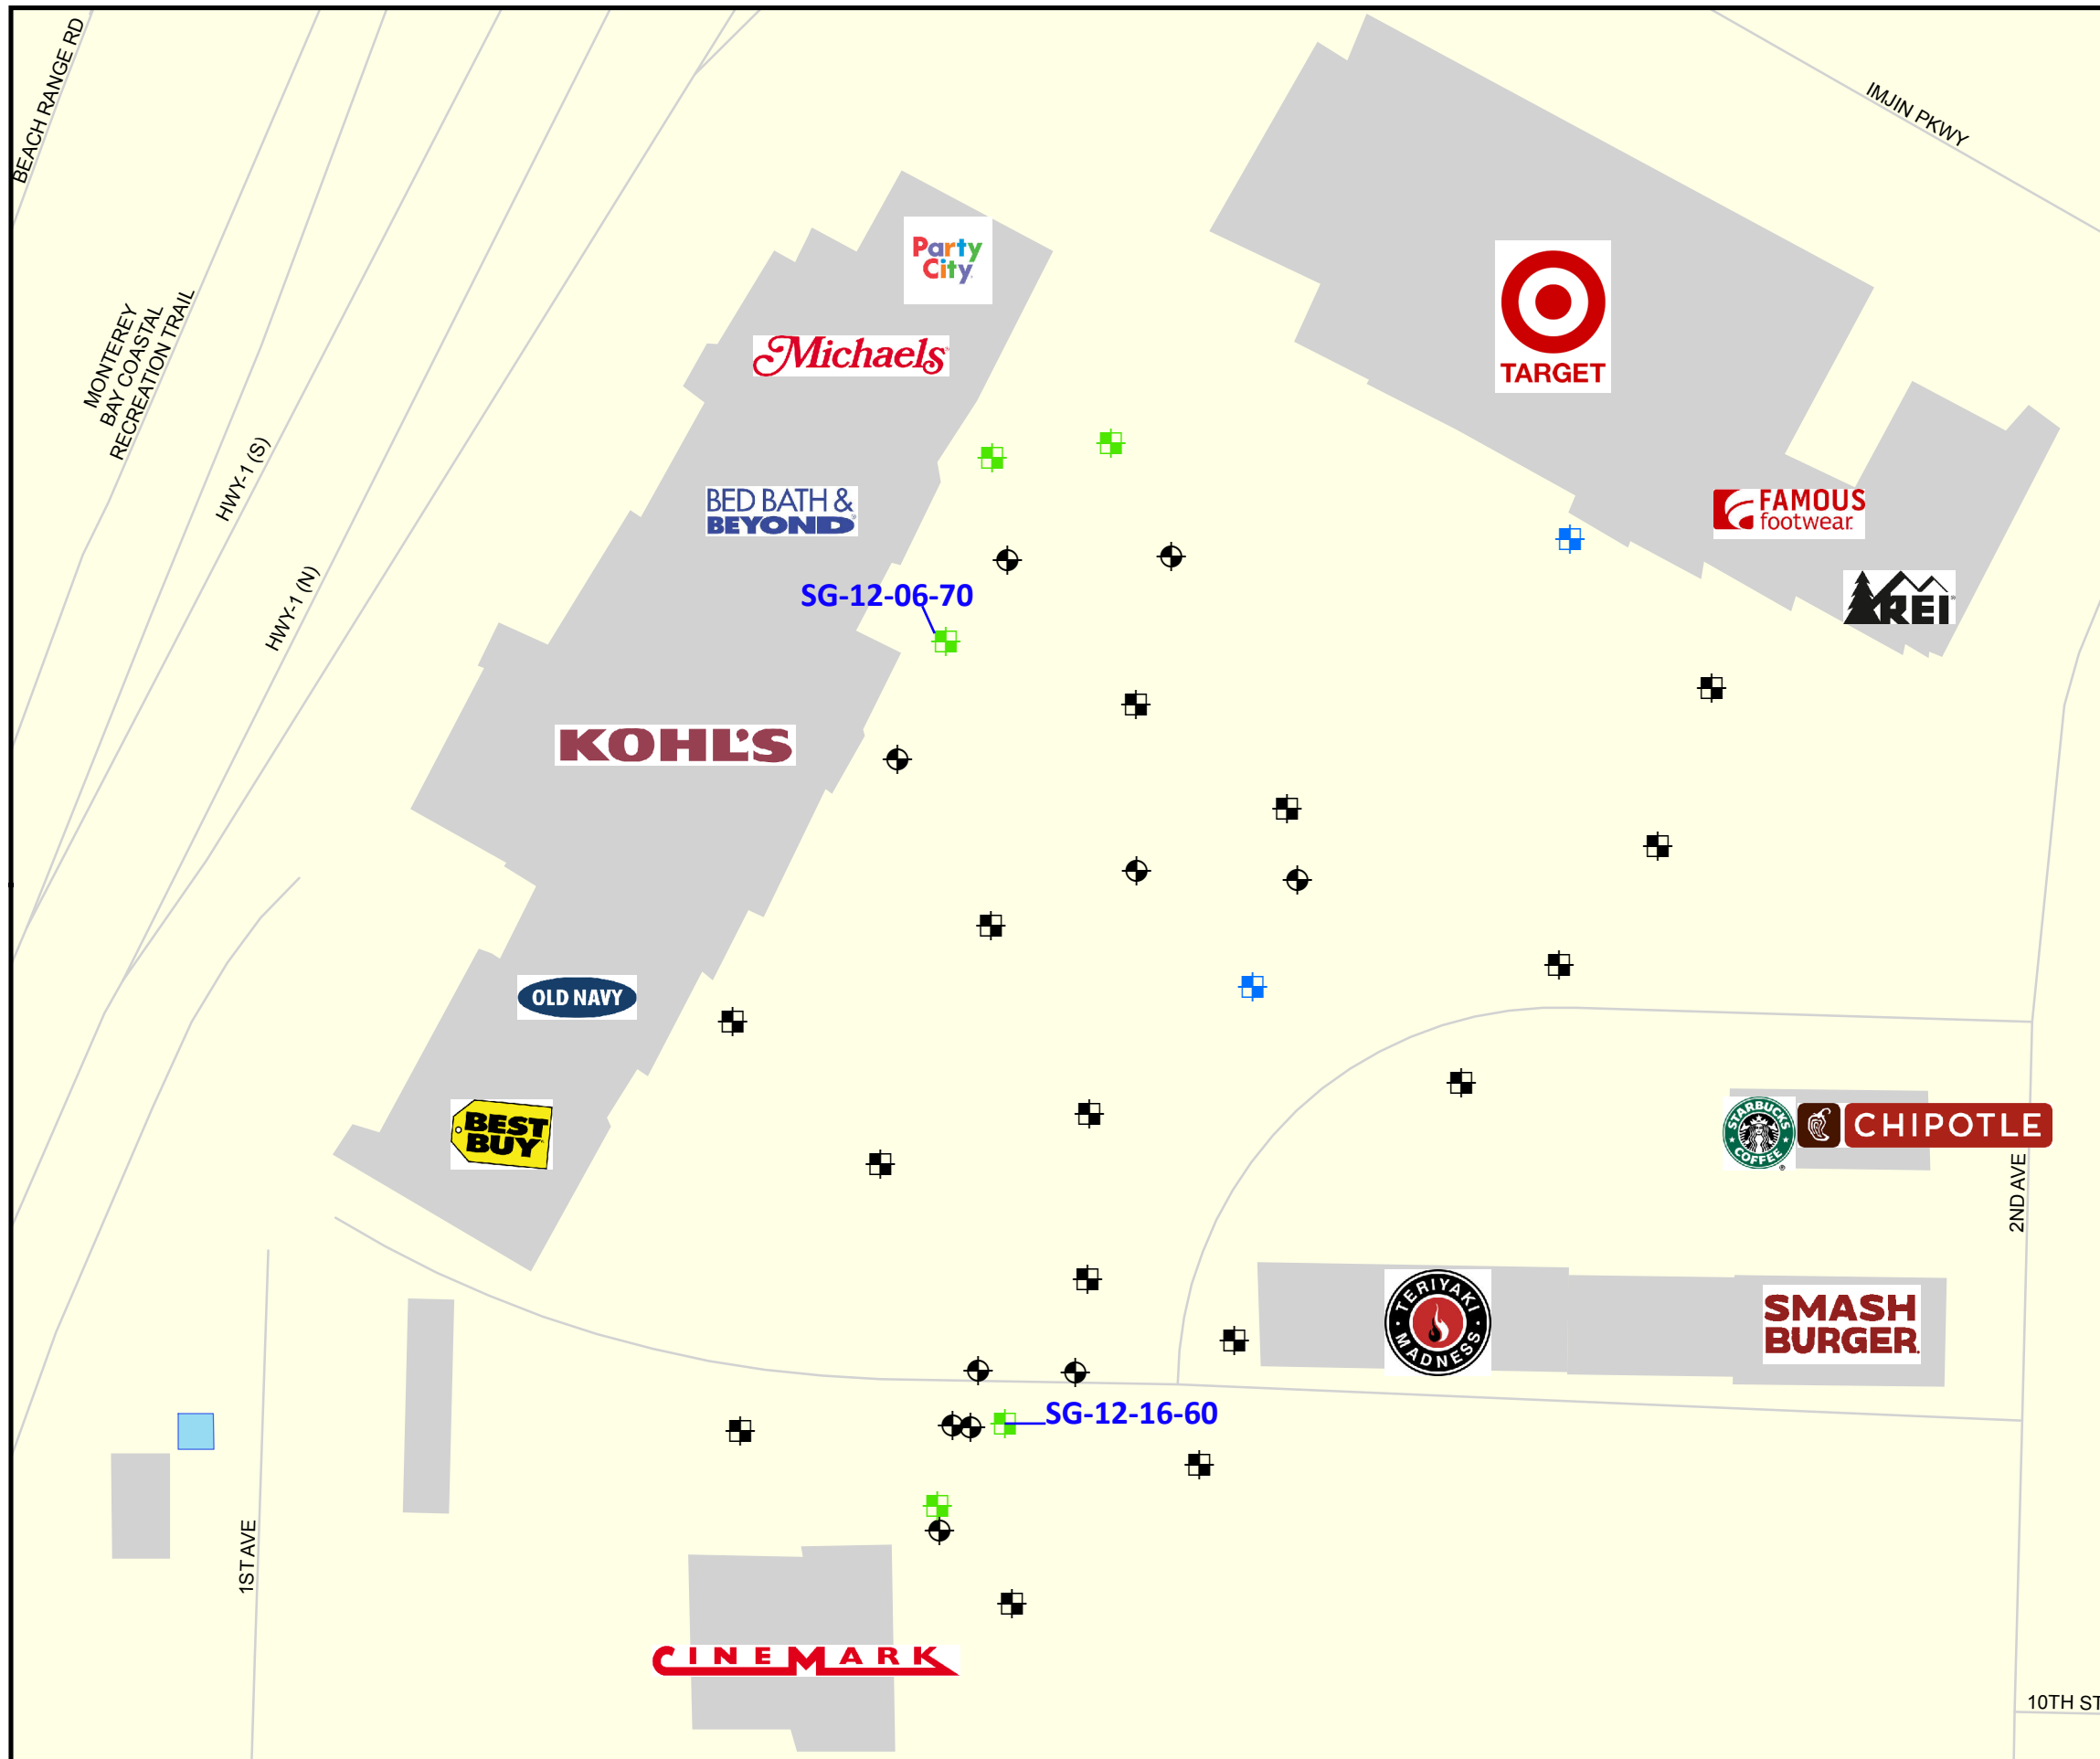 BEACH RANGE RD
IMJIN PKWY
Party
City
MONTEREY
BAY COASTAL
RECREATION TRAIL
Michaels
TARGET
HWY-1 (S)
BED BATH &
BEYOND
FAMOUS
footwear
HWY-1 (N)
SG-12-06-70
REI
KOHL'S
OLD NAVY
BEST
BUY
STARBUCKS
COFFEE
CHIPOTLE
2ND AVE
TERIYAKI
MADNESS
SMASH
BURGER
SG-12-16-60
1ST AVE
CINEMARK
10TH ST